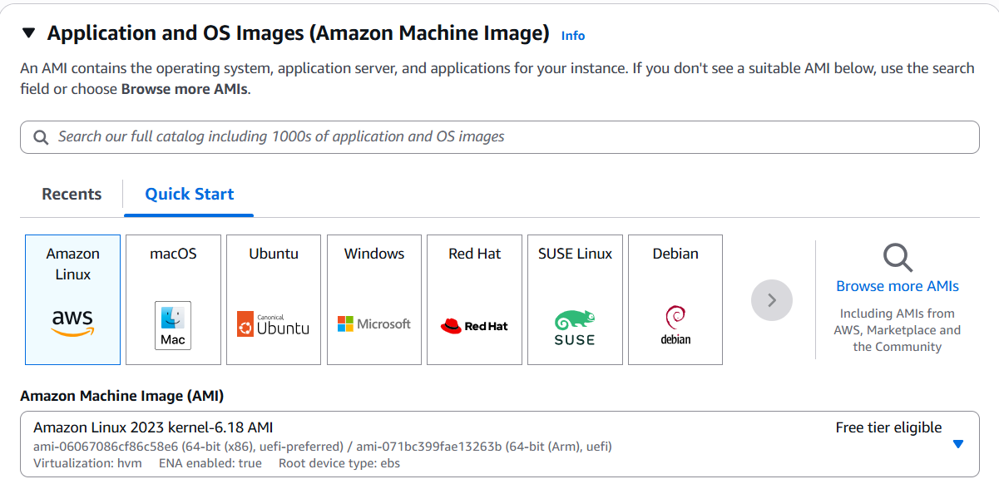 Application and OS Images (Amazon Machine Image) Info
An AMI contains the operating system, application server, and applications for your instance. If you don't see a suitable AMI below, use the search
field or choose Browse more AMIs.
Search our full catalog including 1000s of application and OS images
Recents
Quick Start
Amazon
Linux
aws
macOS
Mac
Ubuntu
Canonical
Ubuntu
Windows
Microsoft
Red Hat
Red Hat
SUSE Linux
SUSE
Debian
debian
Browse more AMIs
Including AMIs from
AWS, Marketplace and
the Community
Amazon Machine Image (AMI)
Amazon Linux 2023 kernel-6.18 AMI
Free tier eligible
ami-06067086cf86c58e6 (64-bit (x86), uefi-preferred) / ami-071bc399fae13263b (64-bit (Arm), uefi)
Virtualization: hvm ENA enabled: true Root device type: ebs